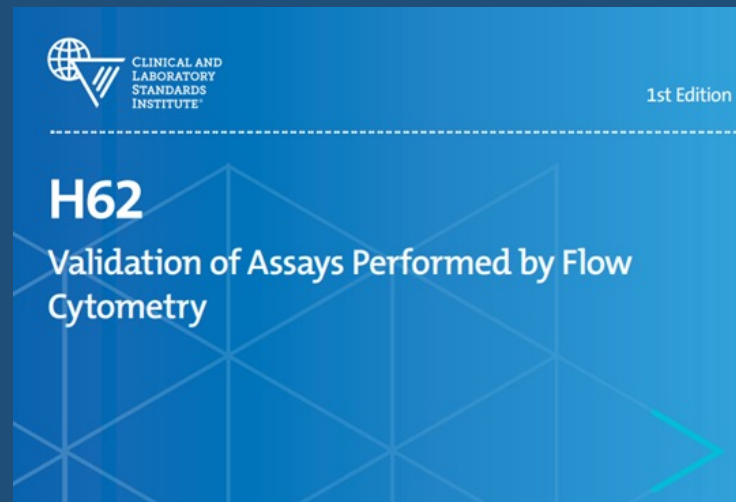 CLINICAL AND
LABORATORY
STANDARDS
INSTITUTE®
1st Edition
H62
Validation of Assays Performed by Flow
Cytometry